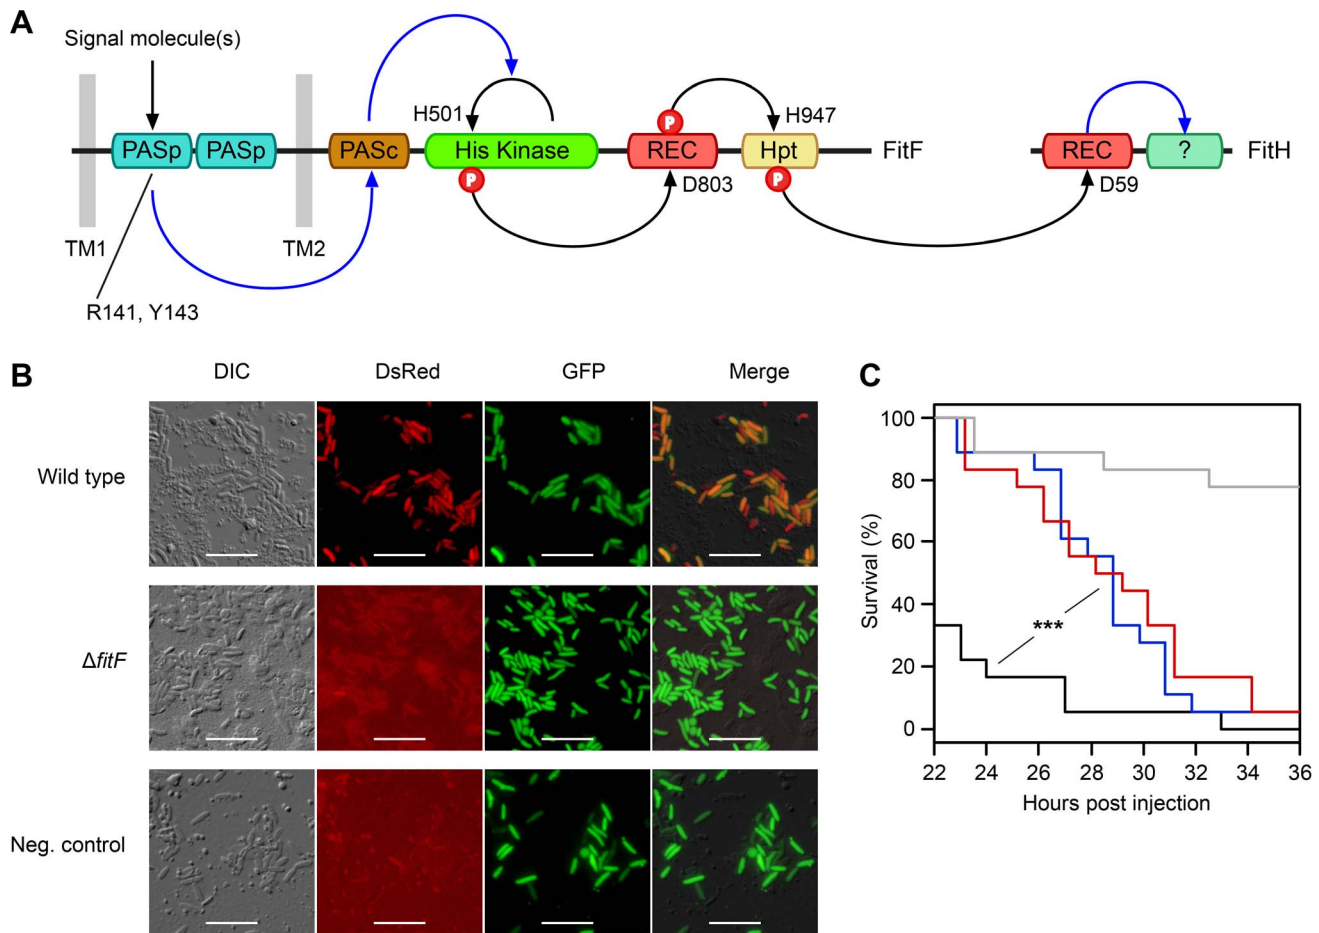 A
Signal molecule(s)
H501
P
H947
PASp
PASp
PASc
His Kinase
REC
Hpt
FitF
REC
?
FitH
P
P
D803
D59
TM1
TM2
R141, Y143
B
DIC
DsRed
GFP
Merge
Wild type
ΔfitF
Neg. control
C
100
80
60
40
20
0
Survival (%)
***
22
24
26
28
30
32
34
36
Hours post injection